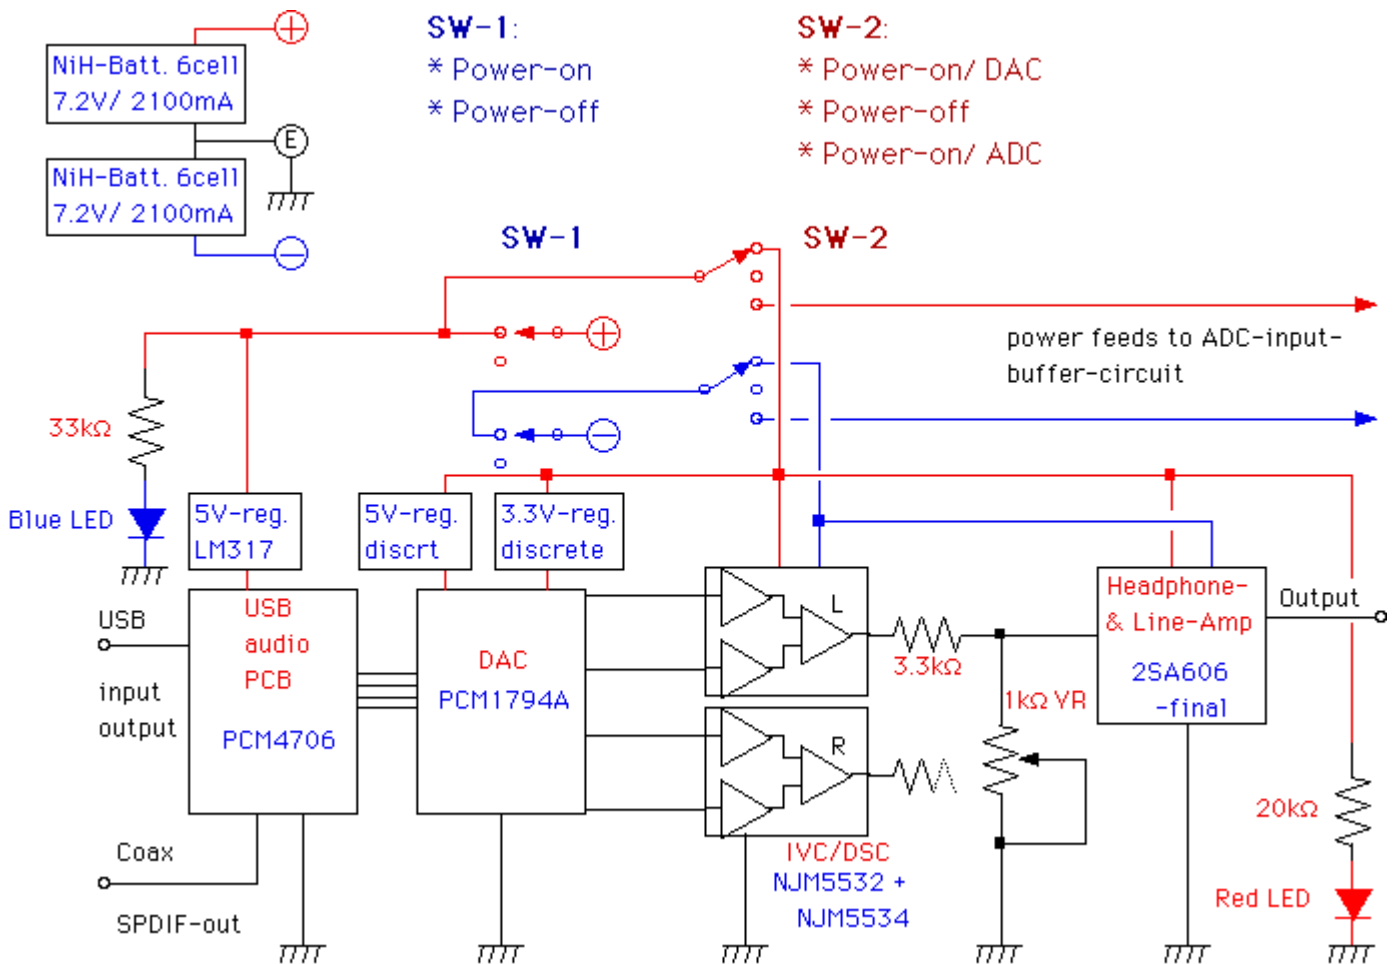 NiH-Batt. 6cell
7.2V/ 2100mA
E
NiH-Batt. 6cell
7.2V/ 2100mA
SW-1:
* Power-on
* Power-off
SW-2:
* Power-on/ DAC
* Power-off
* Power-on/ ADC
SW-1
SW-2
power feeds to ADC-input-
buffer-circuit
33kΩ
Blue LED
5V-reg.
LM317
5V-reg.
discrt
3.3V-reg.
discrete
USB
input
output
USB
audio
PCB
PCM4706
DAC
PCM1794A
L
R
3.3kΩ
1kΩ VR
Headphone-
& Line-Amp
2SA606
-final
Output
20kΩ
Red LED
IVC/DSC
NJM5532 +
NJM5534
Coax
SPDIF-out